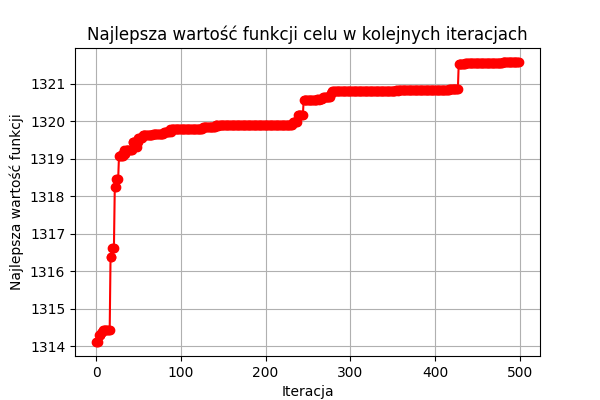 Najlepsza wartość funkcji celu w kolejnych iteracjach
Najlepsza wartość funkcji
1321
1320
1319
1318
1317
1316
1315
1314
0 100 200 300 400 500
Iteracja